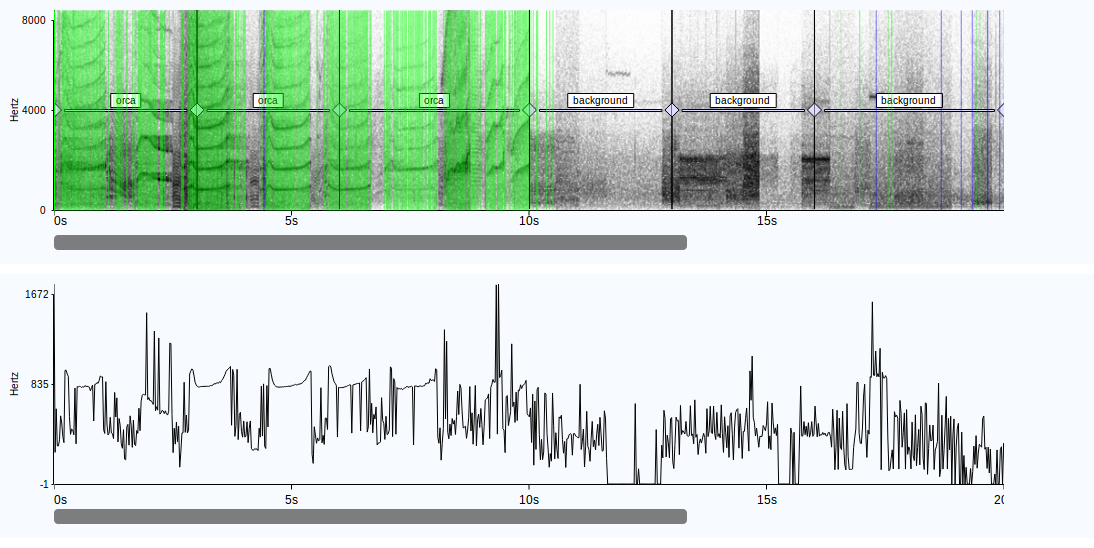 8000
Hertz
4000
0
orca
orca
orca
background
background
background
0s
5s
10s
15s
1672
Hertz
835
-1
0s
5s
10s
15s
20